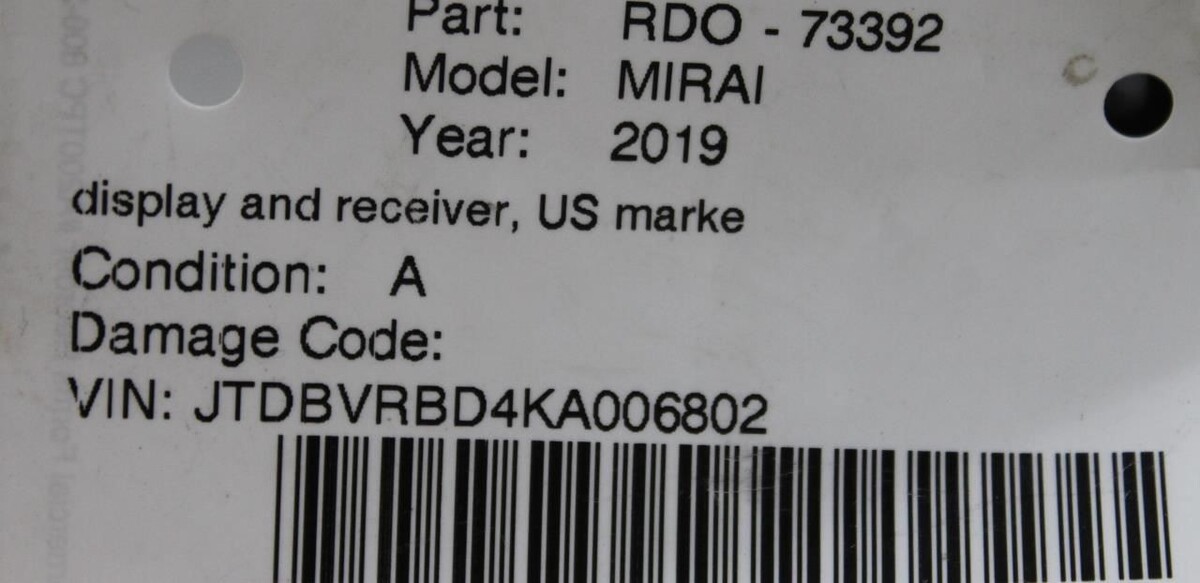 Part: RDO - 73392
Model: MIRAI
Year: 2019
display and receiver, US marke
Condition: A
Damage Code:
VIN: JTDBVRBD4KA006802